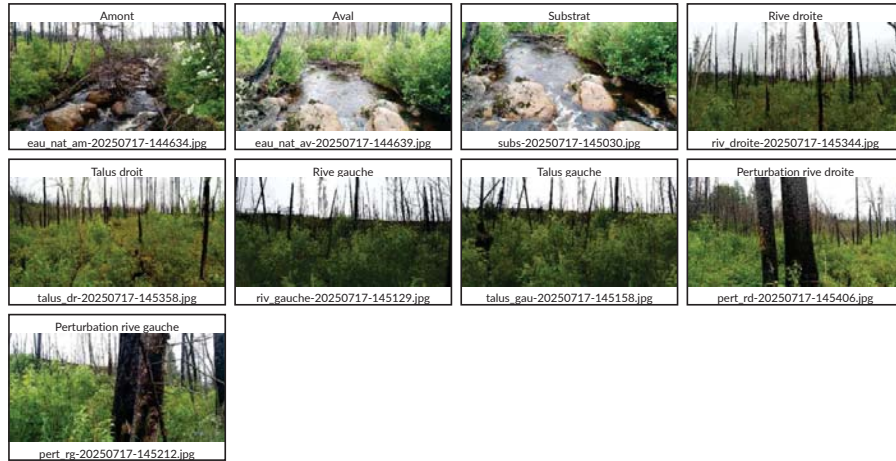 Amont
Aval
Substrat
Rive droite
eau_nat_am-20250717-144634.jpg
eau_nat_av-20250717-144639.jpg
subs-20250717-145030.jpg
riv_droite-20250717-145344.jpg
Talus droit
Rive gauche
Talus gauche
Perturbation rive droite
talus_dr-20250717-145358.jpg
riv_gauche-20250717-145129.jpg
talus_gau-20250717-145158.jpg
pert_rd-20250717-145406.jpg
Perturbation rive gauche
pert_rg-20250717-145212.jpg